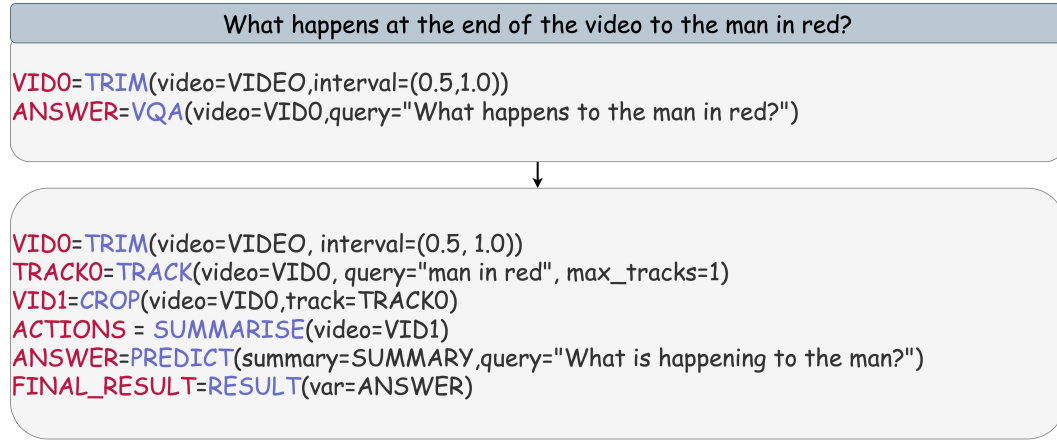 What happens at the end of the video to the man in red?
VID0=TRIM(video=VIDEO,interval=(0.5,1.0))
ANSWER=VQA(video=VID0,query="What happens to the man in red?")
VID0=TRIM(video=VIDEO, interval=(0.5, 1.0))
TRACK0=TRACK(video=VID0, query="man in red", max_tracks=1)
VID1=CROP(video=VID0,track=TRACK0)
ACTIONS = SUMMARISE(video=VID1)
ANSWER=PREDICT(summary=SUMMARY,query="What is happening to the man?")
FINAL_RESULT=RESULT(var=ANSWER)